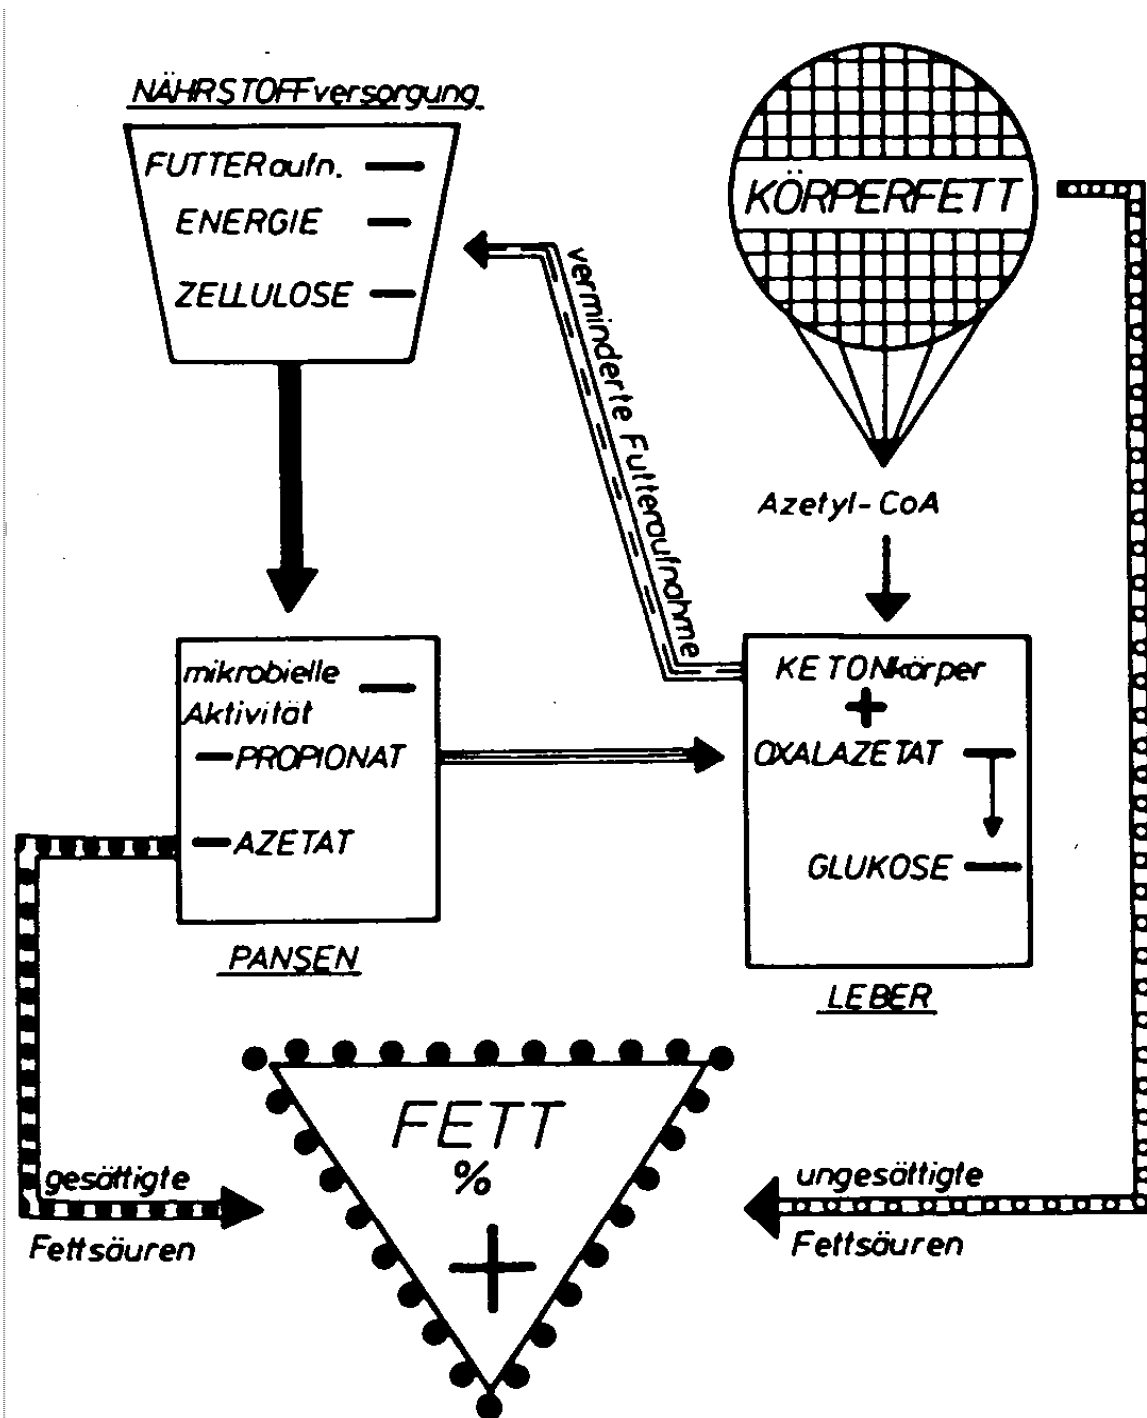 NÄHRSTOFFversorgung
FUTTERaufn. —
ENERGIE —
ZELLULOSE —
KÖRPERFETT
verminderte Futteraufnahme
Azetyl-CoA
mikrobielle —
Aktivität
— PROPIONAT
— AZETAT
PANSEN
KETONkörper
+
OXALAZETAT —
GLUKOSE —
LEBER
FETT
%
+
gesättigte
Fettsäuren
ungesättigte
Fettsäuren